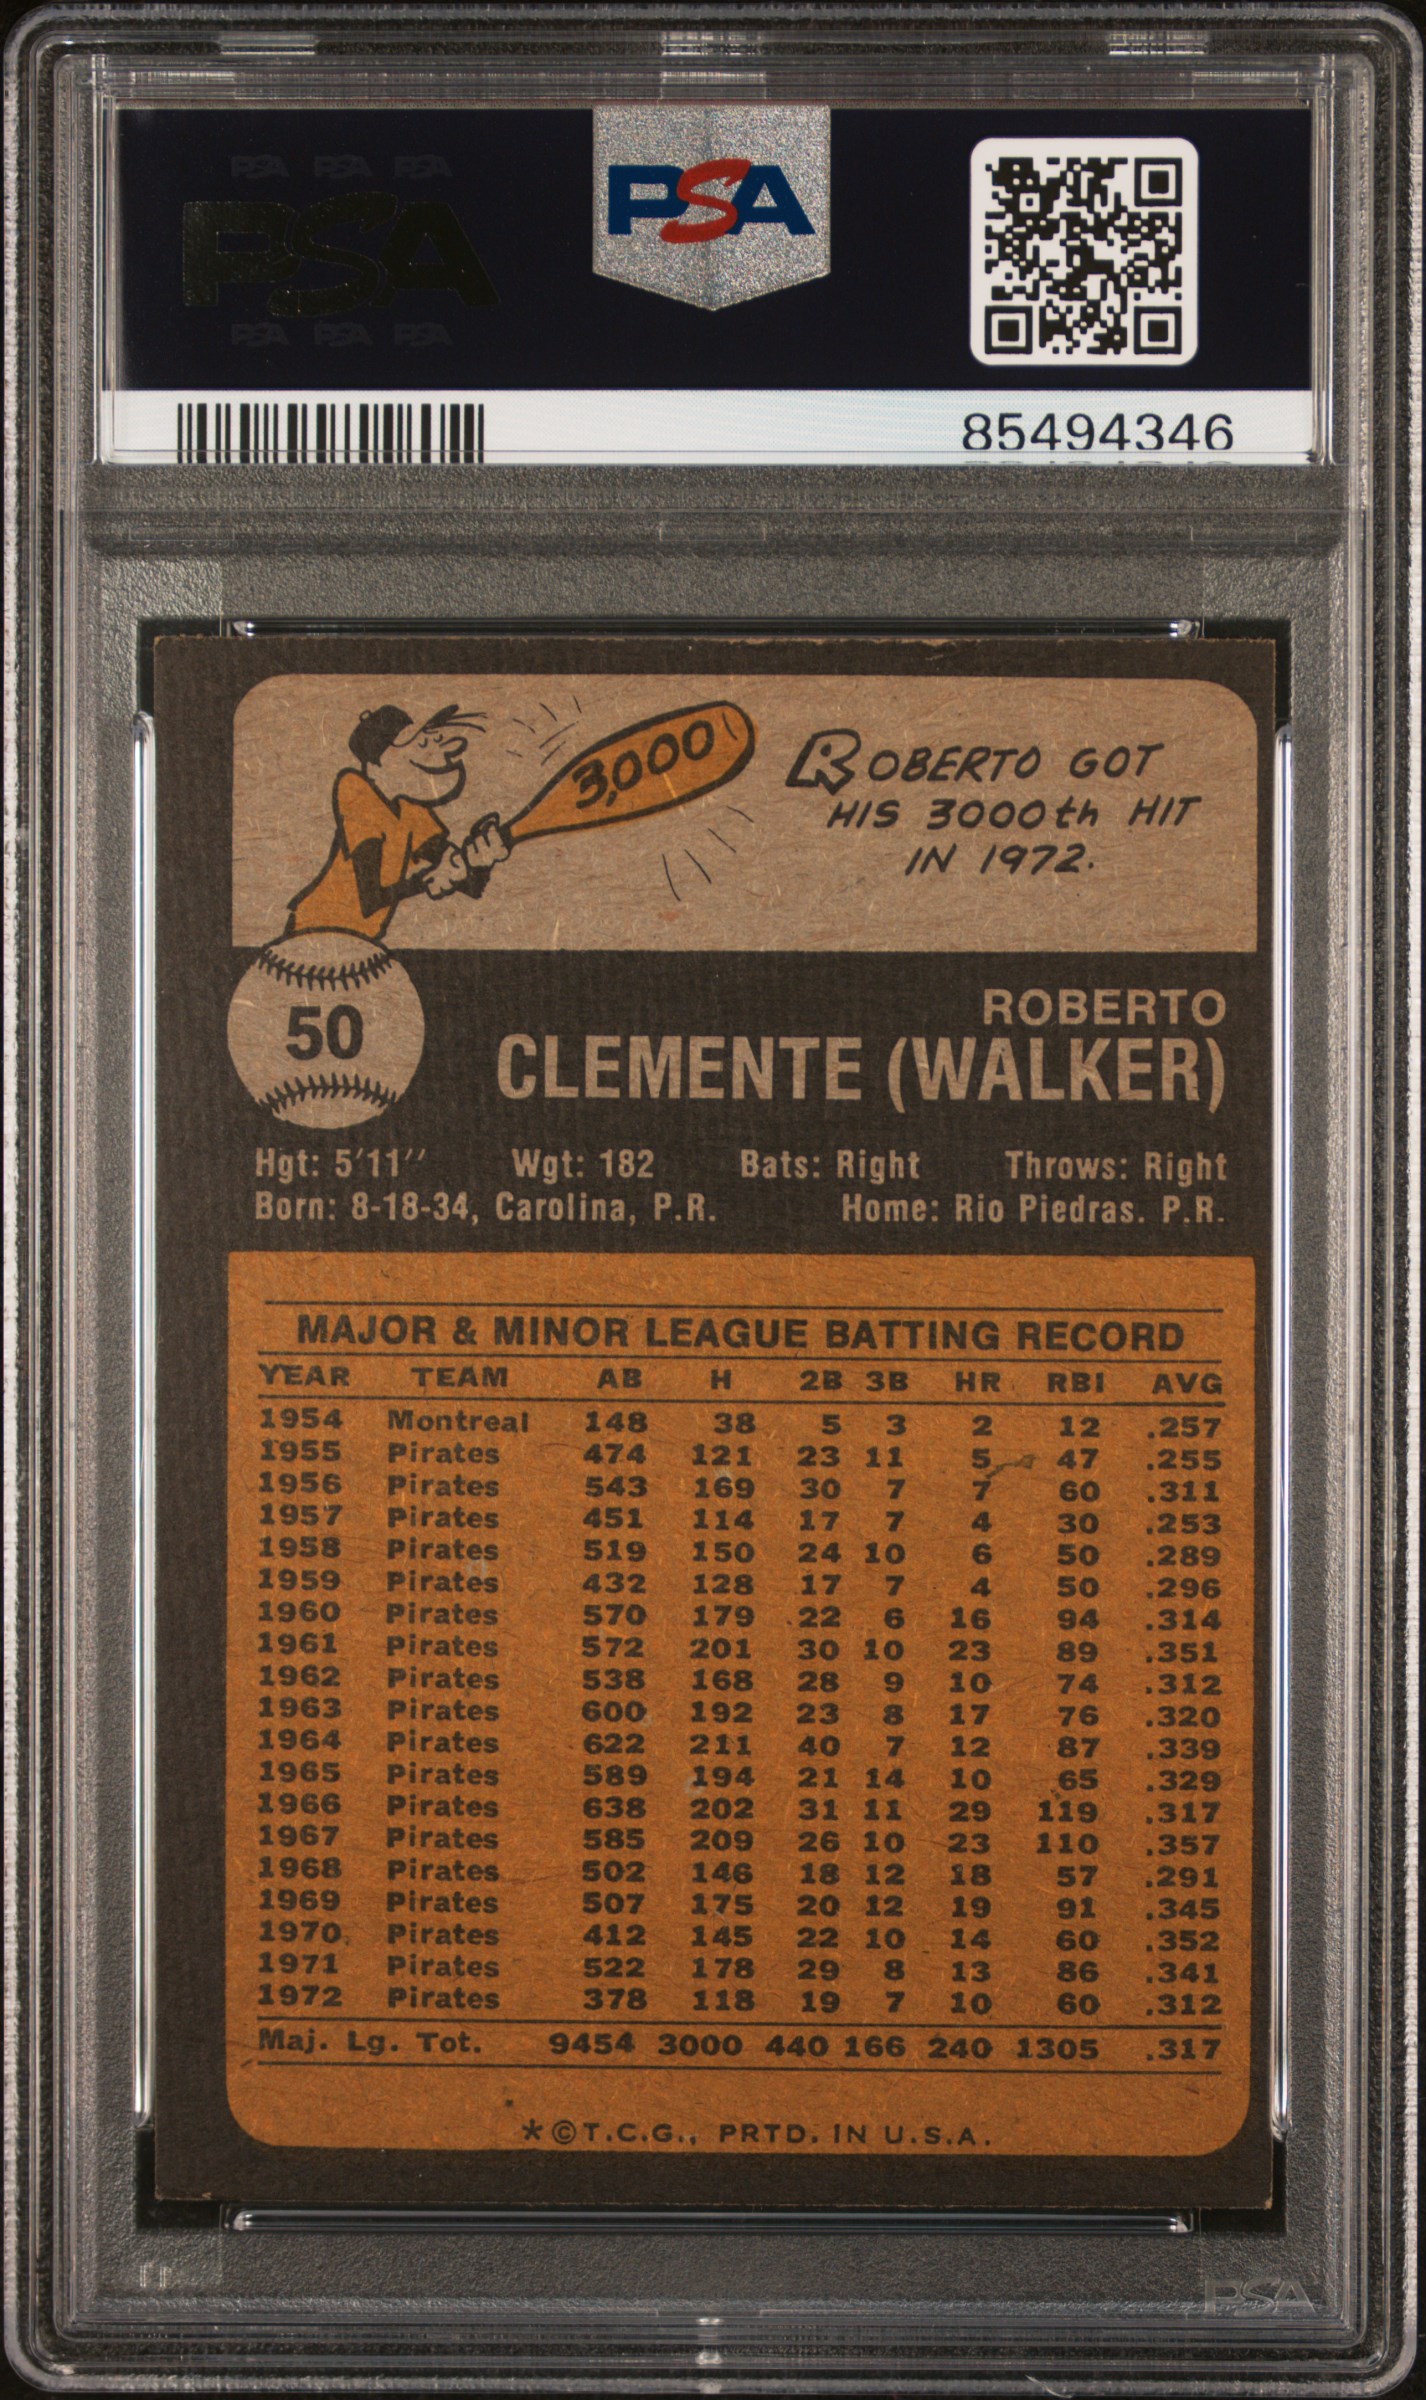 PSA PSA PSA
PSA
PSA PSA PSA
PSA
85494346
3,000
ROBERTO GOT
HIS 3000th HIT
IN 1972.
50
ROBERTO
CLEMENTE (WALKER)
Hgt: 5'11" Wgt: 182 Bats: Right Throws: Right
Born: 8-18-34, Carolina, P.R. Home: Rio Piedras. P.R.
MAJOR & MINOR LEAGUE BATTING RECORD
YEAR TEAM AB H 2B 3B HR RBI AVG
1954 Montreal 148 38 5 3 2 12 .257
1955 Pirates 474 121 23 11 5 47 .255
1956 Pirates 543 169 30 7 7 60 .311
1957 Pirates 451 114 17 7 4 30 .253
1958 Pirates 519 150 24 10 6 50 .289
1959 Pirates 432 128 17 7 4 50 .296
1960 Pirates 570 179 22 6 16 94 .314
1961 Pirates 572 201 30 10 23 89 .351
1962 Pirates 538 168 28 9 10 74 .312
1963 Pirates 600 192 23 8 17 76 .320
1964 Pirates 622 211 40 7 12 87 .339
1965 Pirates 589 194 21 14 10 65 .329
1966 Pirates 638 202 31 11 29 119 .317
1967 Pirates 585 209 26 10 23 110 .357
1968 Pirates 502 146 18 12 18 57 .291
1969 Pirates 507 175 20 12 19 91 .345
1970 Pirates 412 145 22 10 14 60 .352
1971 Pirates 522 178 29 8 13 86 .341
1972 Pirates 378 118 19 7 10 60 .312
Maj. Lg. Tot. 9454 3000 440 166 240 1305 .317
*©T.C.G., PRTD. IN U.S.A.
PSA